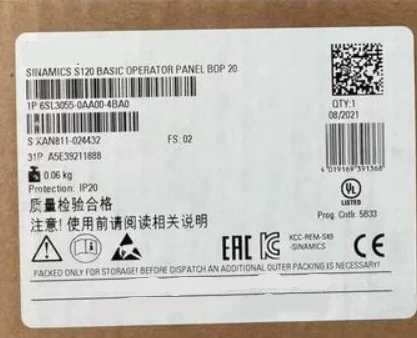 SINAMICS S120 BASIC OPERATOR PANEL BOP 20
1P 6SL3055-0AA00-4BA0
S XAN811-024432
FS: 02
31P A5E39211888
0.06 kg
Protection: IP20
质量检验合格
注意! 使用前请阅读相关说明
QTY:1
08/2021
4 019169 391368
UL
LISTED
Prog. Cntlr. 5B33
EAC
KCC-REM-S49
-SINAMICS
CE
PACKED ONLY FOR STORAGE! BEFORE DISPATCH AN ADDITIONAL OUTER PACKING IS NECESSARY!